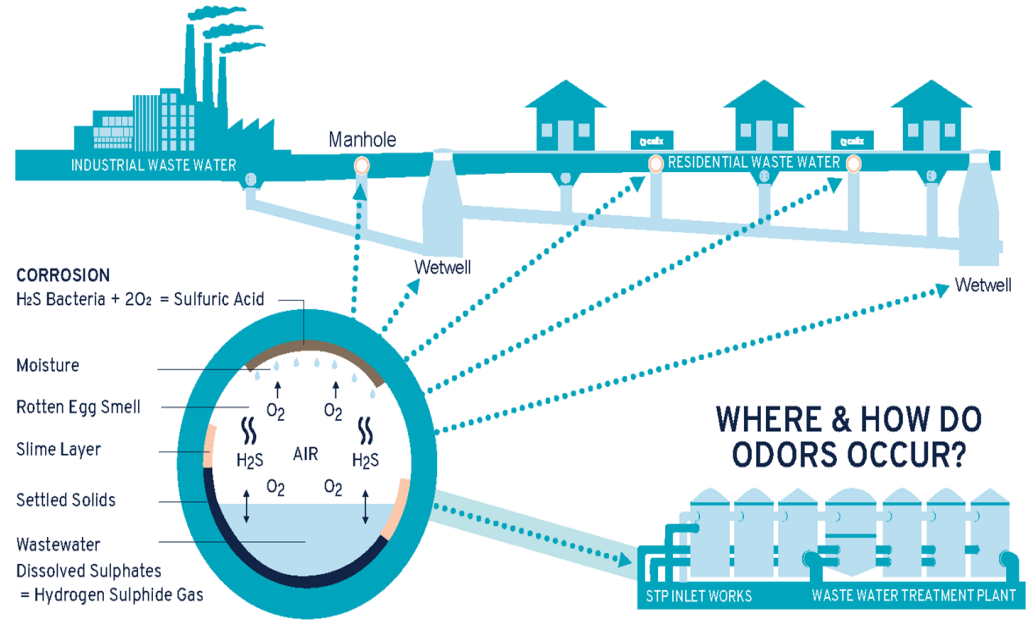 INDUSTRIAL WASTE WATER
Manhole
calix
calix
RESIDENTIAL WASTE WATER
Wetwell
Wetwell
CORROSION
H2S Bacteria + 2O2 = Sulfuric Acid
Moisture
Rotten Egg Smell
Slime Layer
Settled Solids
Wastewater
Dissolved Sulphates
= Hydrogen Sulphide Gas
O2 O2
H2S AIR H2S
O2 O2
WHERE & HOW DO
ODORS OCCUR?
STP INLET WORKS
WASTE WATER TREATMENT PLANT